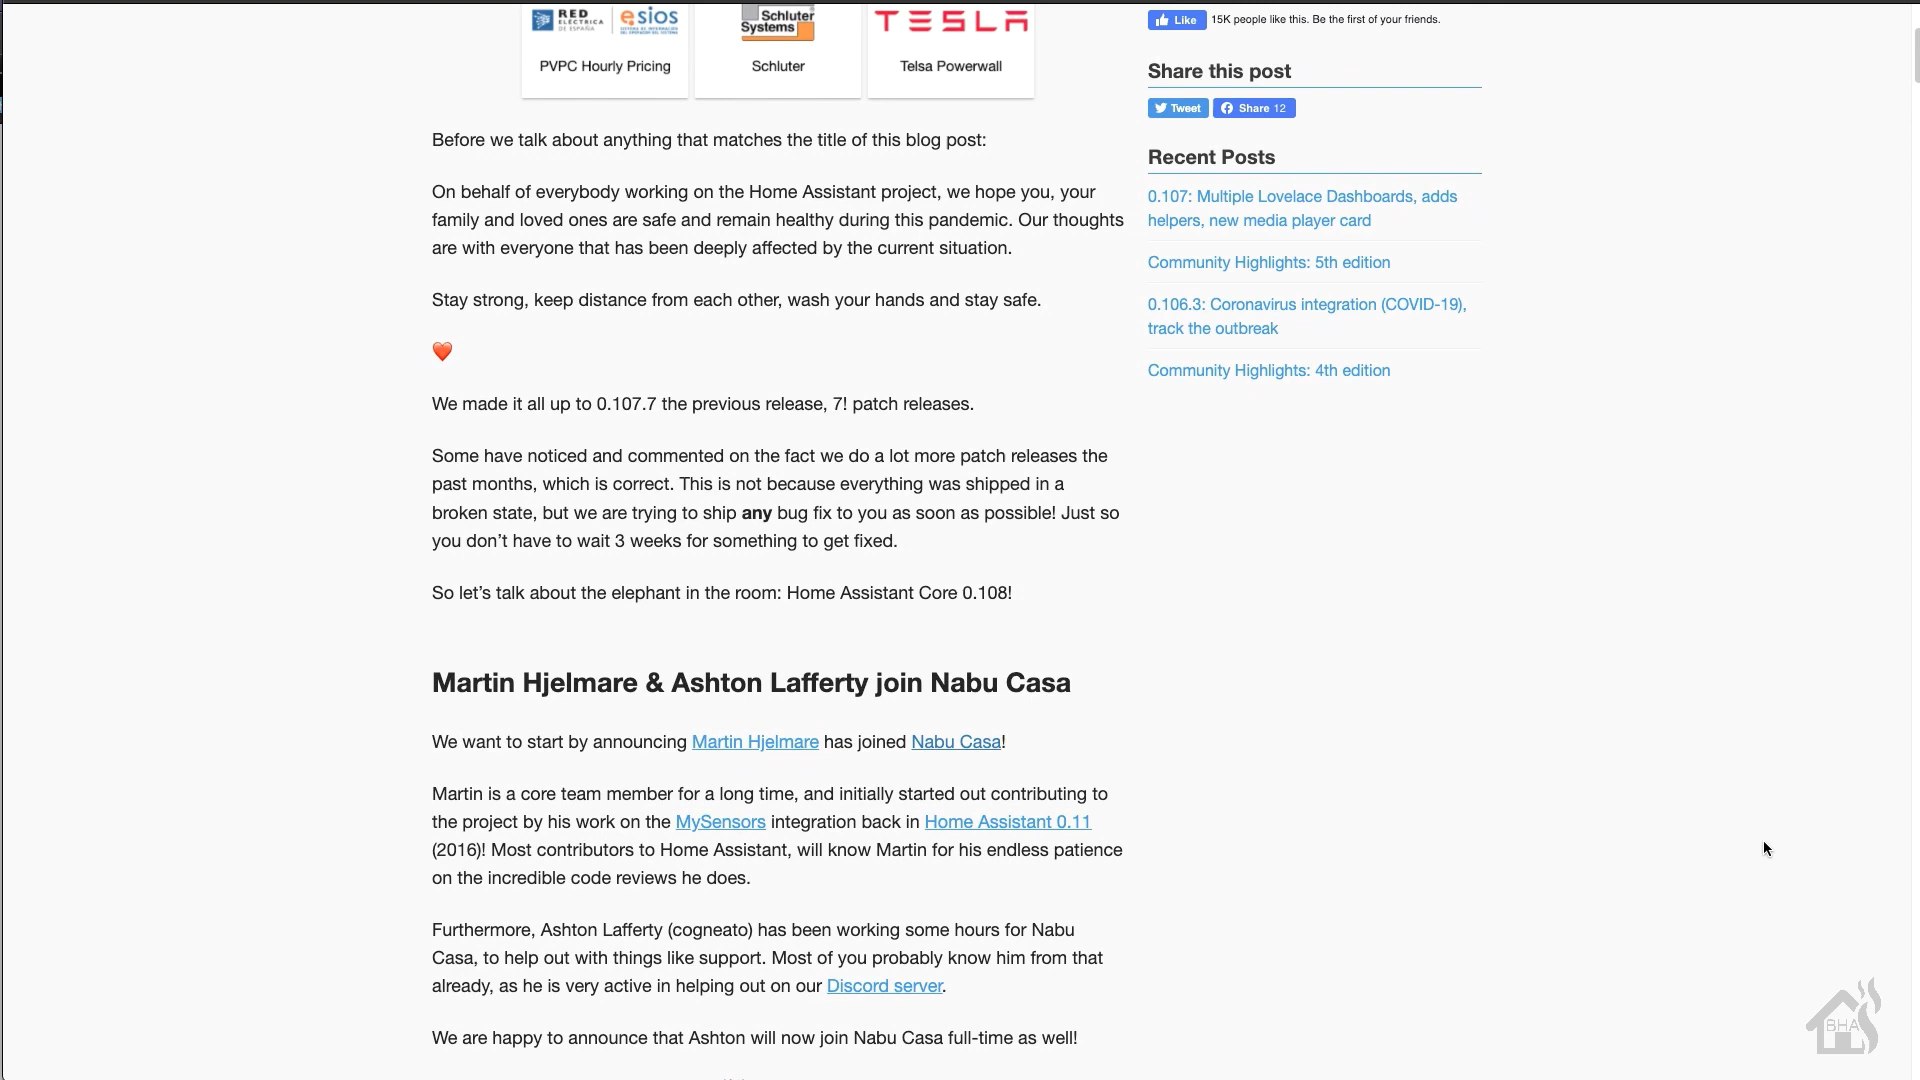 RED
ELÉCTRICA
DE ESPAÑA
esios
PVPC Hourly Pricing
Schluter
Systems
Schluter
TESLA
Telsa Powerwall
Before we talk about anything that matches the title of this blog post:
On behalf of everybody working on the Home Assistant project, we hope you, your
family and loved ones are safe and remain healthy during this pandemic. Our thoughts
are with everyone that has been deeply affected by the current situation.
Stay strong, keep distance from each other, wash your hands and stay safe.
❤️
We made it all up to 0.107.7 the previous release, 7! patch releases.
Some have noticed and commented on the fact we do a lot more patch releases the
past months, which is correct. This is not because everything was shipped in a
broken state, but we are trying to ship any bug fix to you as soon as possible! Just so
you don’t have to wait 3 weeks for something to get fixed.
So let’s talk about the elephant in the room: Home Assistant Core 0.108!
Martin Hjelmare & Ashton Lafferty join Nabu Casa
We want to start by announcing Martin Hjelmare has joined Nabu Casa!
Martin is a core team member for a long time, and initially started out contributing to
the project by his work on the MySensors integration back in Home Assistant 0.11
(2016)! Most contributors to Home Assistant, will know Martin for his endless patience
on the incredible code reviews he does.
Furthermore, Ashton Lafferty (cogneato) has been working some hours for Nabu
Casa, to help out with things like support. Most of you probably know him from that
already, as he is very active in helping out on our Discord server.
We are happy to announce that Ashton will now join Nabu Casa full-time as well!
Like 15K people like this. Be the first of your friends.
Share this post
Tweet Share 12
Recent Posts
0.107: Multiple Lovelace Dashboards, adds
helpers, new media player card
Community Highlights: 5th edition
0.106.3: Coronavirus integration (COVID-19),
track the outbreak
Community Highlights: 4th edition
BHA